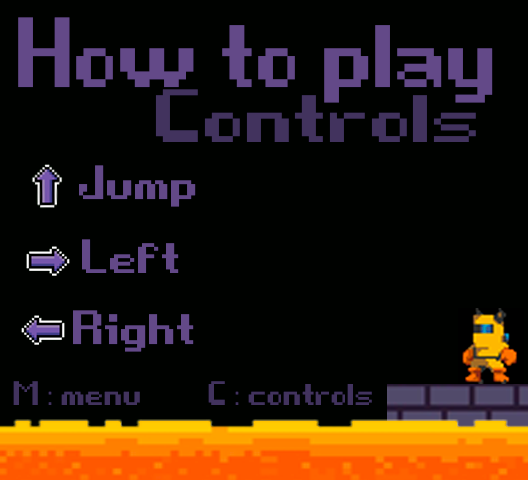 How to play
Controls
Jump
Left
Right
M : menu C : controls